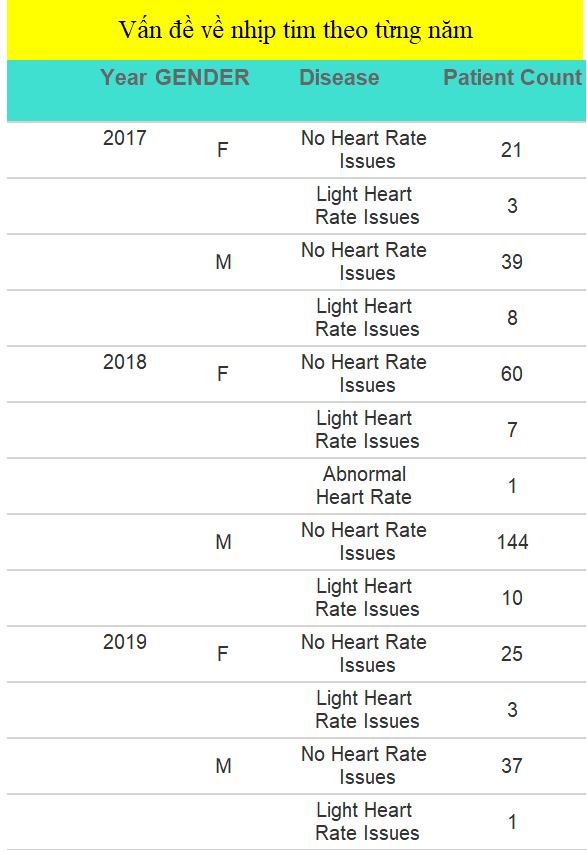 Vấn đề về nhịp tim theo từng năm
Year GENDER Disease Patient Count
2017 F No Heart Rate Issues 21
Light Heart Rate Issues 3
M No Heart Rate Issues 39
Light Heart Rate Issues 8
2018 F No Heart Rate Issues 60
Light Heart Rate Issues 7
Abnormal Heart Rate 1
M No Heart Rate Issues 144
Light Heart Rate Issues 10
2019 F No Heart Rate Issues 25
Light Heart Rate Issues 3
M No Heart Rate Issues 37
Light Heart Rate Issues 1